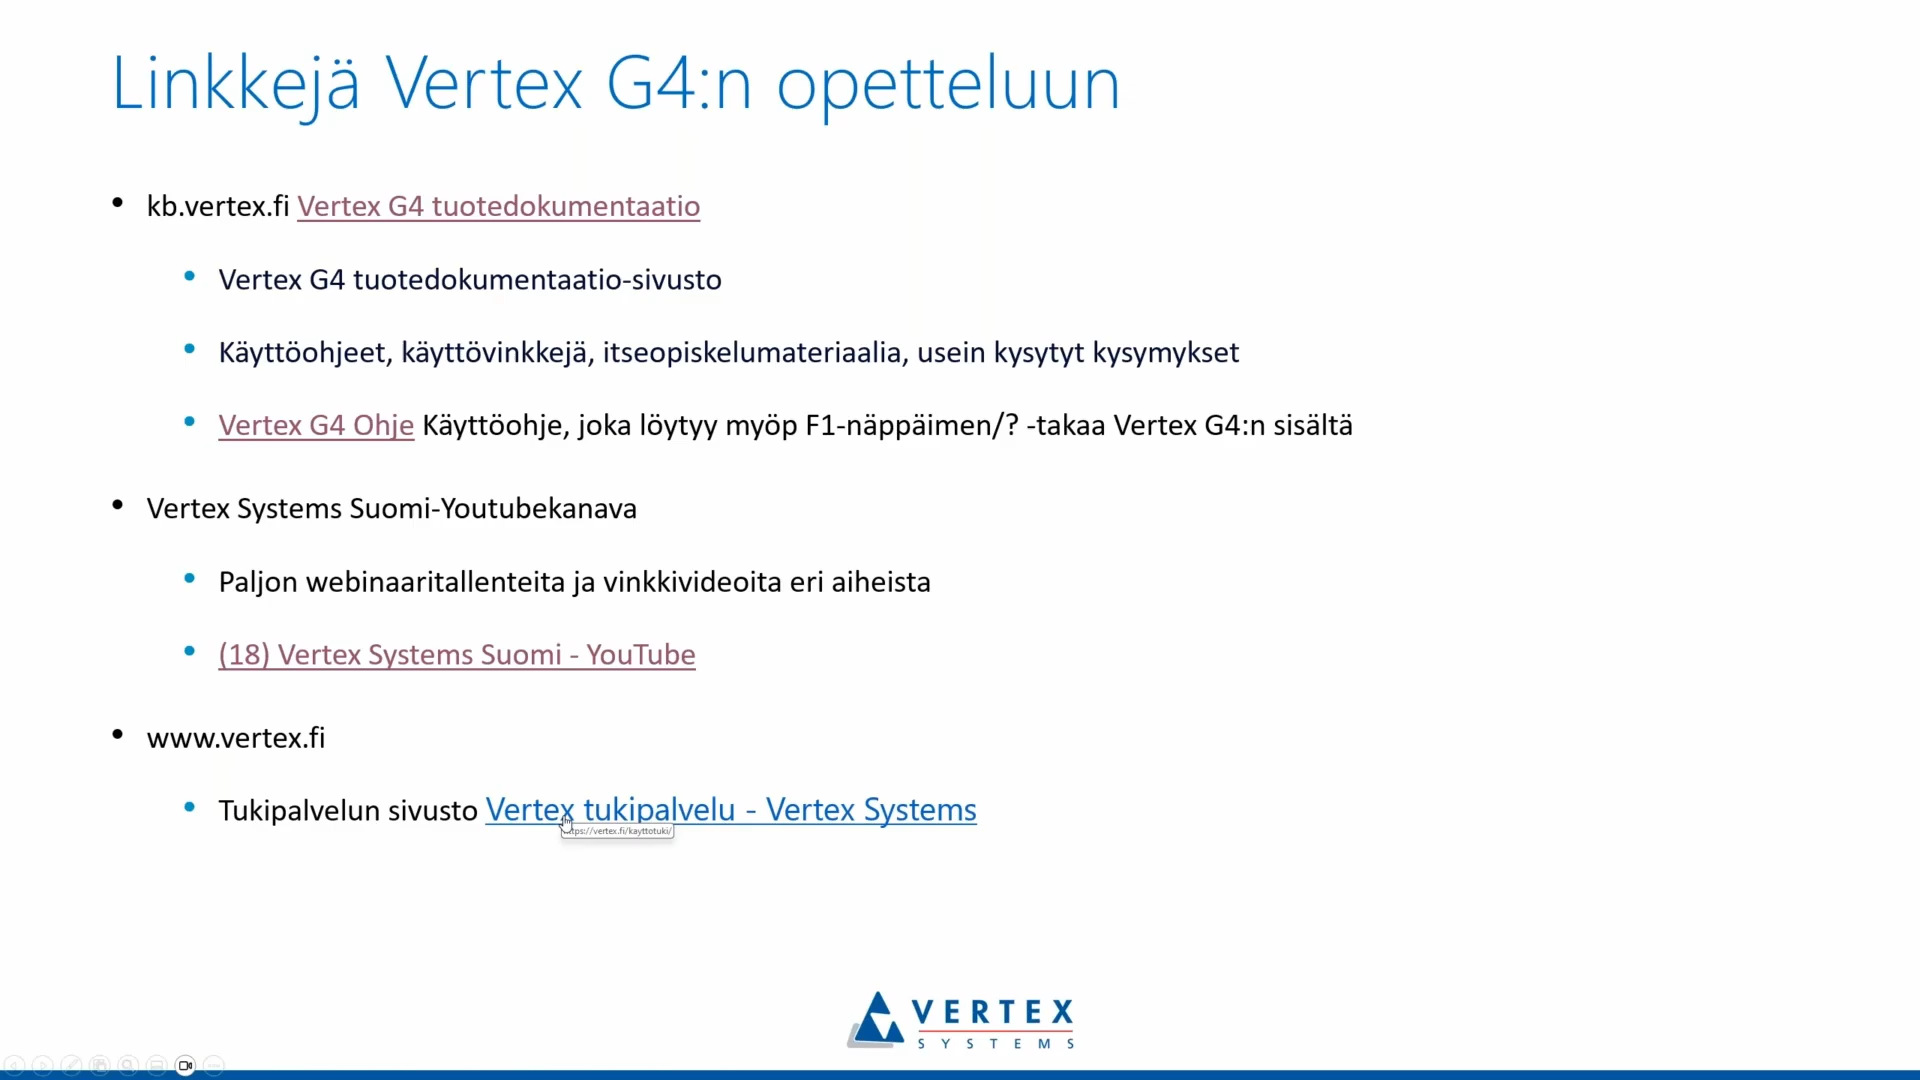 Linkkejä Vertex G4:n opetteluun
• kb.vertex.fi Vertex G4 tuotedokumentaatio
• Vertex G4 tuotedokumentaatio-sivusto
• Käyttöohjeet, käyttövinkkejä, itseopiskelumateriaalia, usein kysytyt kysymykset
• Vertex G4 Ohje Käyttöohje, joka löytyy myöp F1-näppäimen/? -takaa Vertex G4:n sisältä
• Vertex Systems Suomi-Youtubekanava
• Paljon webinaaritallenteita ja vinkkivideoita eri aiheista
• (18) Vertex Systems Suomi - YouTube
• www.vertex.fi
• Tukipalvelun sivusto Vertex tukipalvelu - Vertex Systems
ttps://vertex.fi/kayttotuki/
VERTEX
SYSTEMS